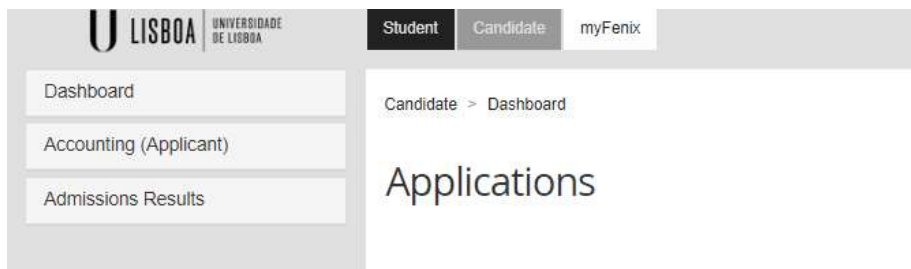 U LISBOA | UNIVERSIDADE DE LISBOA
Student Candidate myFenix
Dashboard
Accounting (Applicant)
Admissions Results
Candidate > Dashboard
Applications